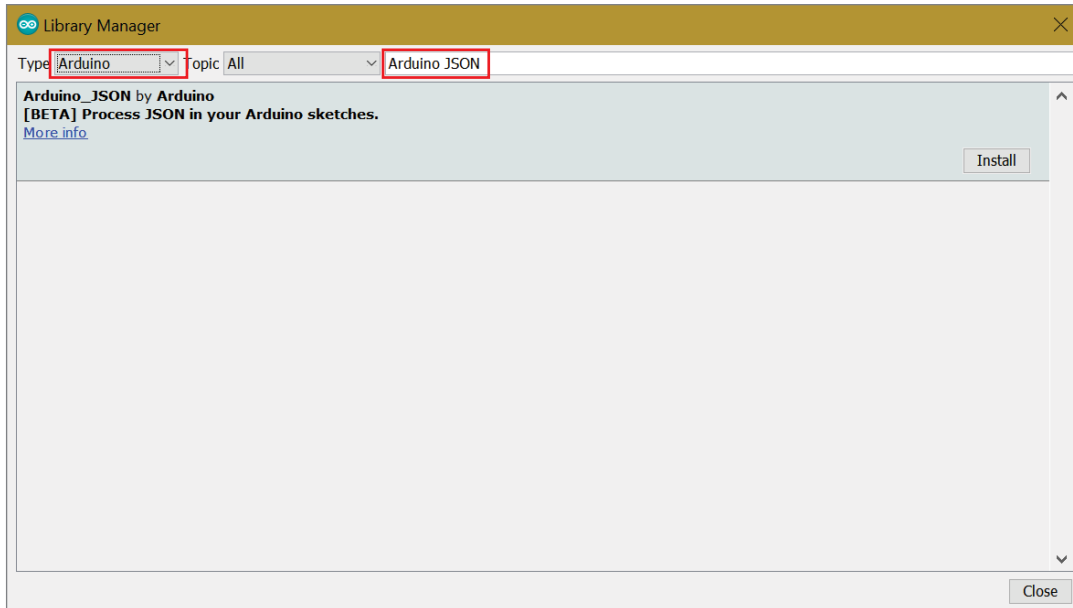 Library Manager
Type Arduino Topic All Arduino JSON
Arduino_JSON by Arduino
[BETA] Process JSON in your Arduino sketches.
More info
Install
Close